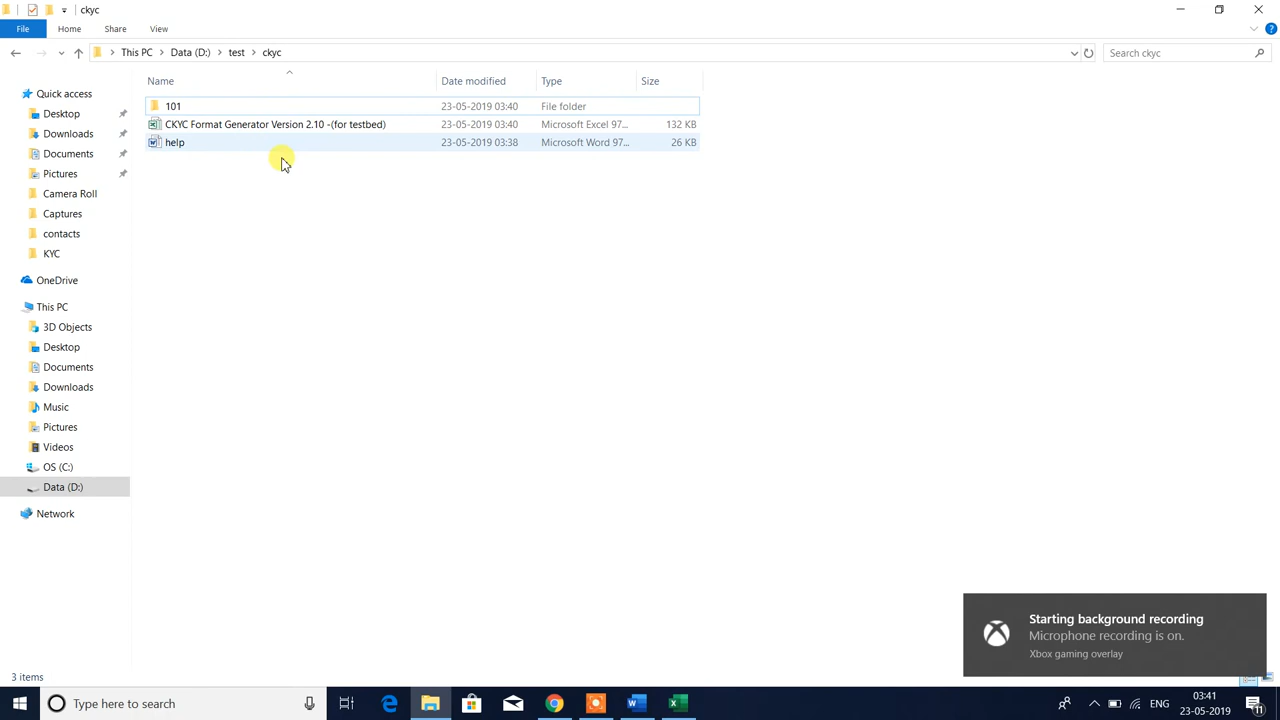 ckyc
File Home Share View
This PC Data (D:) test ckyc Search ckyc
Name Date modified Type Size
101 23-05-2019 03:40 File folder
CKYC Format Generator Version 2.10 -(for testbed) 23-05-2019 03:40 Microsoft Excel 97... 132 KB
help 23-05-2019 03:38 Microsoft Word 97... 26 KB
Quick access
Desktop
Downloads
Documents
Pictures
Camera Roll
Captures
contacts
KYC
OneDrive
This PC
3D Objects
Desktop
Documents
Downloads
Music
Pictures
Videos
OS (C:)
Data (D:)
Network
Starting background recording
Microphone recording is on.
Xbox gaming overlay
3 items
Type here to search
ENG
03:41
23-05-2019
11